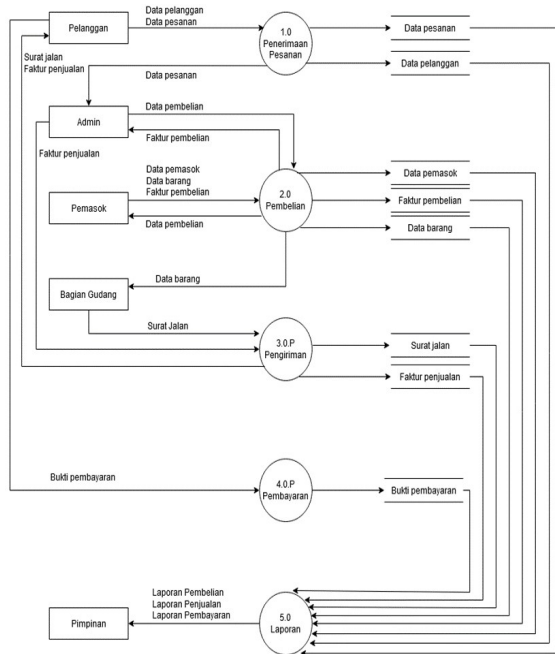 Data pelanggan
Data pesanan
Pelanggan
1.0
Penerimaan
Pesanan
Data pesanan
Surat jalan
Faktur penjualan
Data pelanggan
Data pesanan
Data pembelian
Admin
Faktur pembelian
Faktur penjualan
Data pemasok
Data barang
Faktur pembelian
Pemasok
Data pembelian
2.0
Pembelian
Data pemasok
Faktur pembelian
Data barang
Data barang
Bagian Gudang
Surat Jalan
3.0.P
Pengiriman
Surat jalan
Faktur penjualan
Bukti pembayaran
4.0.P
Pembayaran
Bukti pembayaran
Laporan Pembelian
Laporan Penjualan
Laporan Pembayaran
Pimpinan
5.0
Laporan